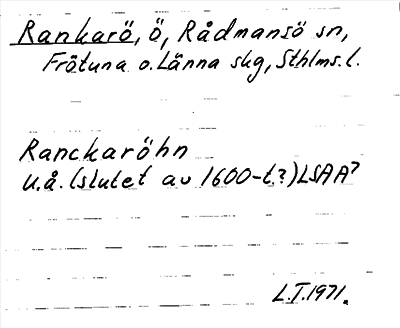 Rankarö, ö, Rådmansö sn,
Frötuna o. Länna skg, Sthlms. l.
Ranckaröhn
u.å. (slutet av 1600-t.?) LSAA?
L.I. 1971.